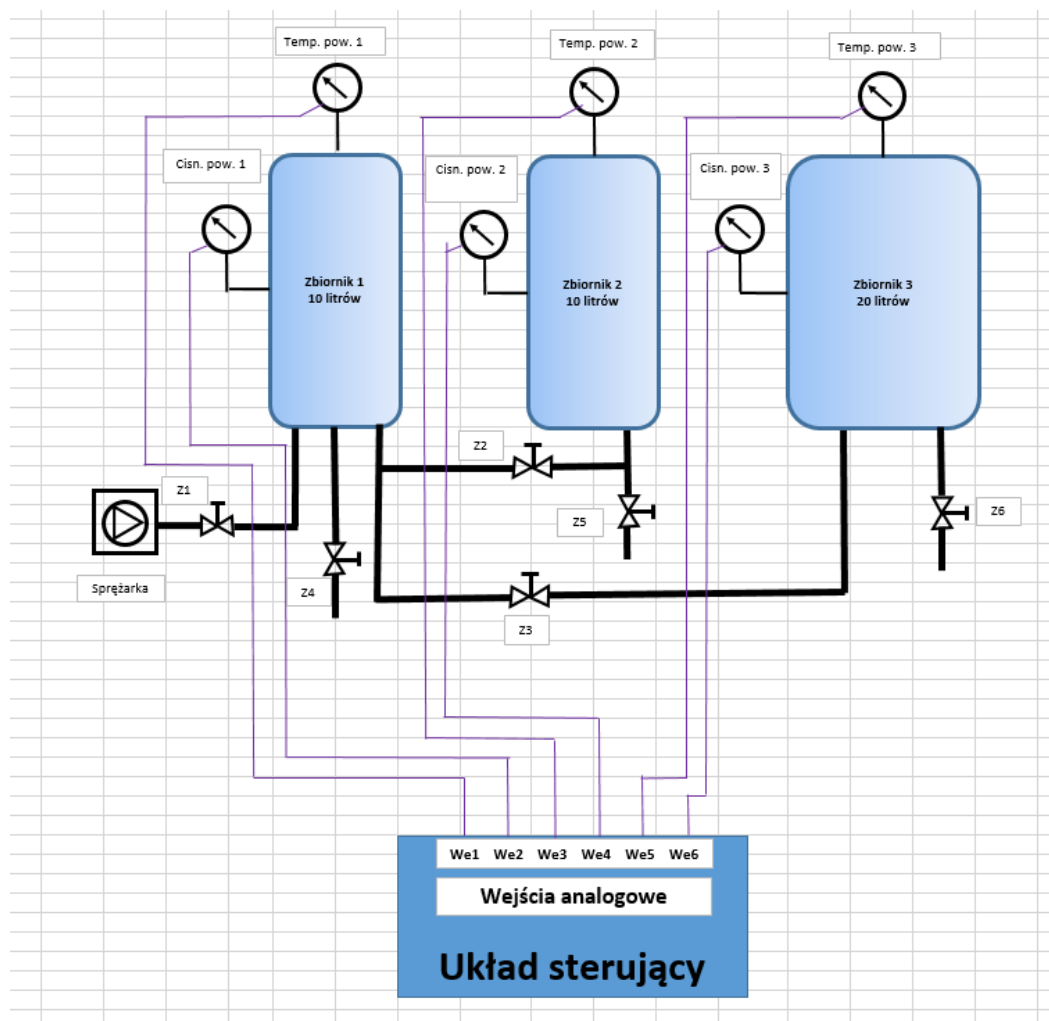 Temp. pow. 1
Temp. pow. 2
Temp. pow. 3
Cisn. pow. 1
Cisn. pow. 2
Cisn. pow. 3
Zbiornik 1
10 litrów
Zbiornik 2
10 litrów
Zbiornik 3
20 litrów
Z2
Z1
Z5
Z6
Sprężarka
Z4
Z3
We1 We2 We3 We4 We5 We6
Wejścia analogowe
Układ sterujący